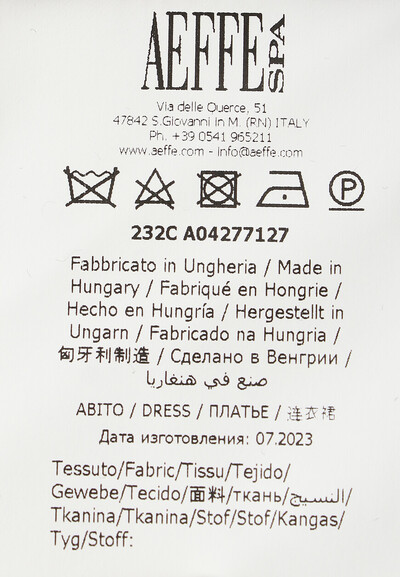 AEFFE SPA
Via delle Querce, 51
47842 S.Giovanni in M. (RN) ITALY
Ph. +39 0541 965211
www.aeffe.com - info@aeffe.com
P
232C A04277127
Fabbricato in Ungheria / Made in
Hungary / Fabriqué en Hongrie /
Hecho en Hungría / Hergestellt in
Ungarn / Fabricado na Hungria /
匈牙利制造 / Сделано в Венгрии /
صنع في هنغاريا
ABITO / DRESS / ПЛАТЬЕ / 连衣裙
Дата изготовления: 07.2023
Tessuto/Fabric/Tissu/Tejido/
Gewebe/Tecido/面料/ткань/النسيج/
Tkanina/Tkanina/Stof/Stof/Kangas/
Tyg/Stoff: